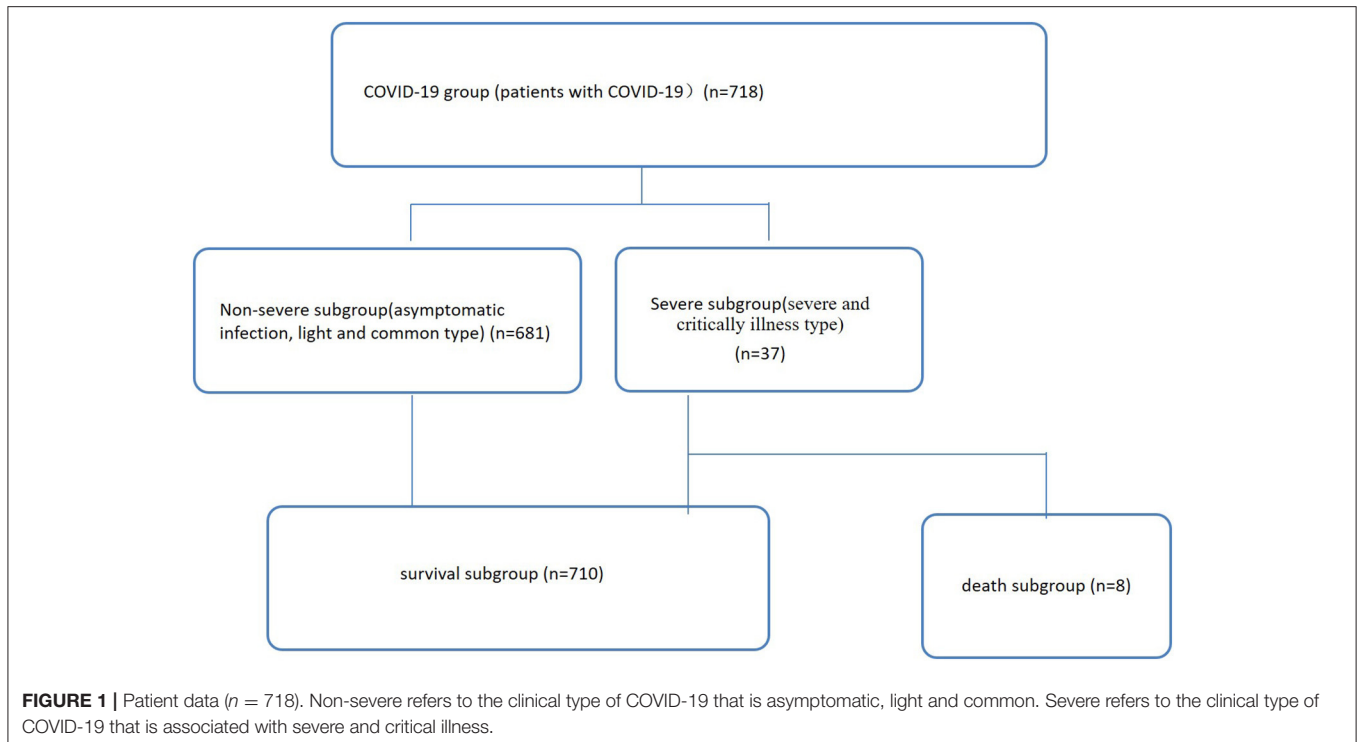 COVID-19 group (patients with COVID-19）(n=718)
Non-severe subgroup(asymptomatic
infection, light and common type) (n=681)
Severe subgroup(severe and
critically illness type)
(n=37)
survival subgroup (n=710)
death subgroup (n=8)
FIGURE 1 | Patient data (n = 718). Non-severe refers to the clinical type of COVID-19 that is asymptomatic, light and common. Severe refers to the clinical type of
COVID-19 that is associated with severe and critical illness.